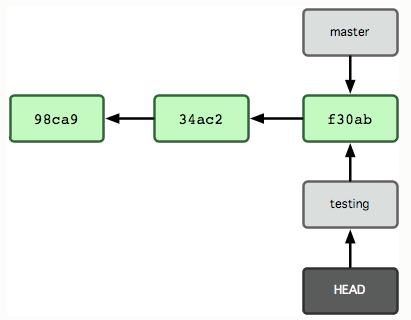 master
98ca9
34ac2
f30ab
testing
HEAD